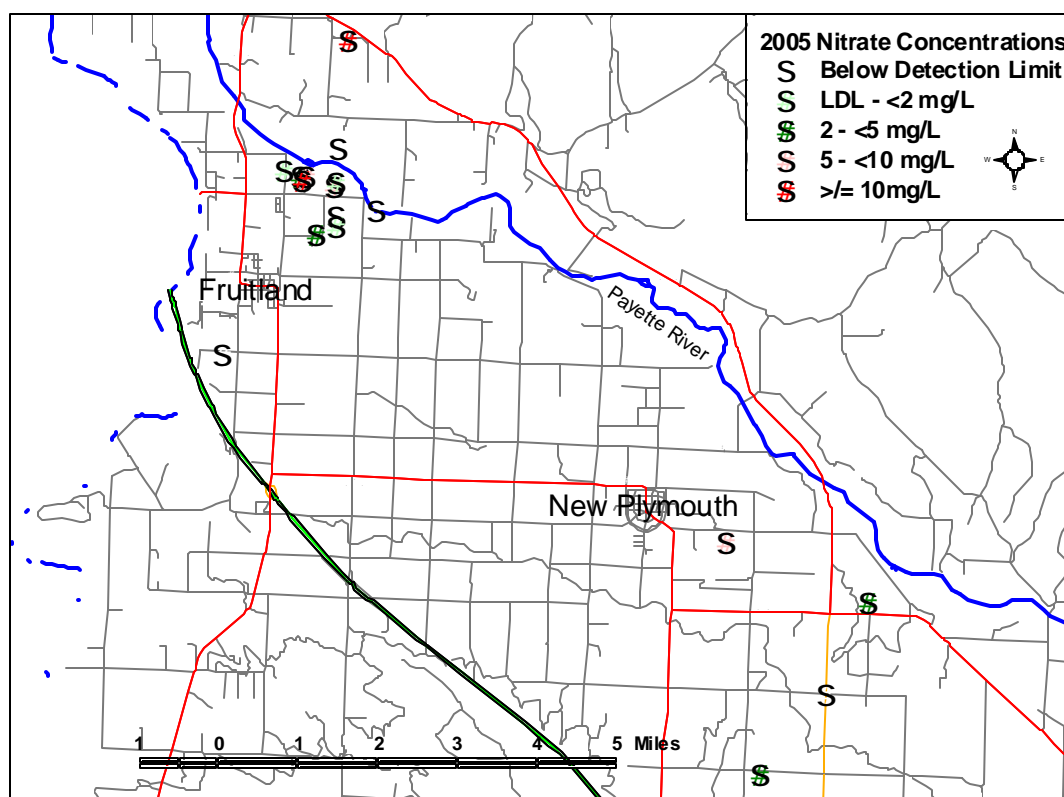 2005 Nitrate Concentrations
S Below Detection Limit
S LDL - <2 mg/L
S 2 - <5 mg/L
S 5 - <10 mg/L
S >/= 10mg/L
N
W E
S
S
S
S S S
S S
S S
S S
Fruitland
Payette River
S
New Plymouth
S
S
S
1 0 1 2 3 4 5 Miles
S